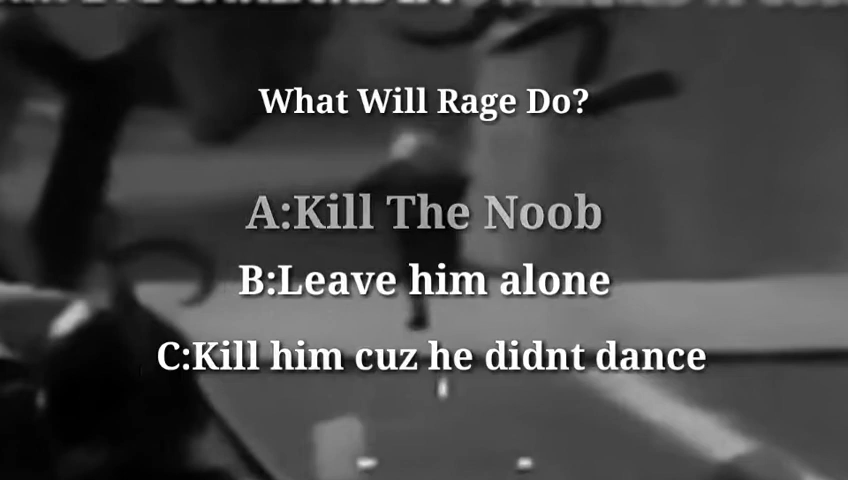 What Will Rage Do?
A:Kill The Noob
B:Leave him alone
C:Kill him cuz he didnt dance